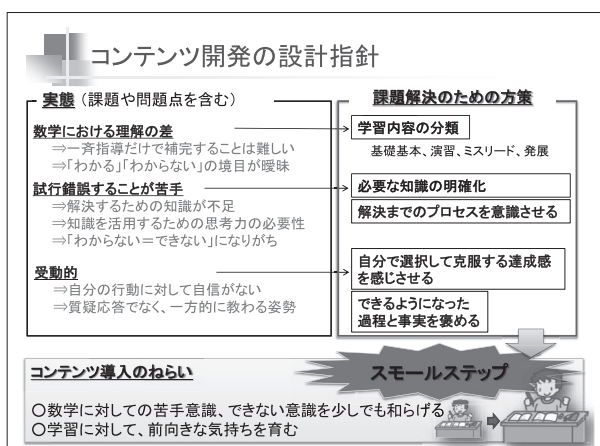 コンテンツ開発の設計指針
実態（課題や問題点を含む）
数学における理解の差
⇒一斉指導だけで補完することは難しい
⇒「わかる」「わからない」の境目が曖昧
試行錯誤することが苦手
⇒解決するための知識が不足
⇒知識を活用するための思考力の必要性
⇒「わからない＝できない」になりがち
受動的
⇒自分の行動に対して自信がない
⇒質疑応答でなく、一方的に教わる姿勢
課題解決のための方策
学習内容の分類
基礎基本、演習、ミスリード、発展
必要な知識の明確化
解決までのプロセスを意識させる
自分で選択して克服する達成感
を感じさせる
できるようになった
過程と事実を褒める
コンテンツ導入のねらい
スモールステップ
○数学に対しての苦手意識、できない意識を少しでも和らげる
○学習に対して、前向きな気持ちを育む